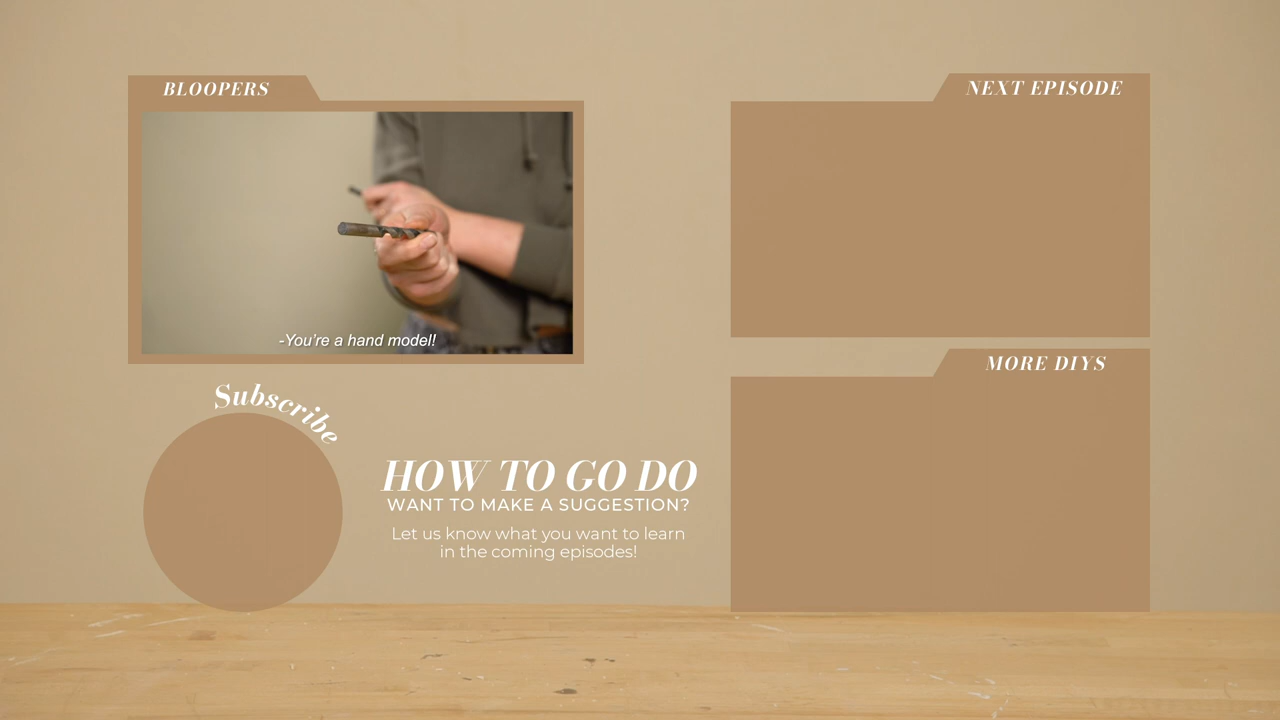 BLOOPERS
-You're a hand model!
Subscribe
HOW TO GO DO
WANT TO MAKE A SUGGESTION?
Let us know what you want to learn
in the coming episodes!
NEXT EPISODE
MORE DIYS